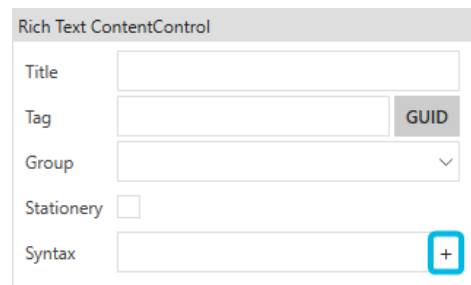 Rich Text ContentControl
Title
Tag GUID
Group
Stationery
Syntax +